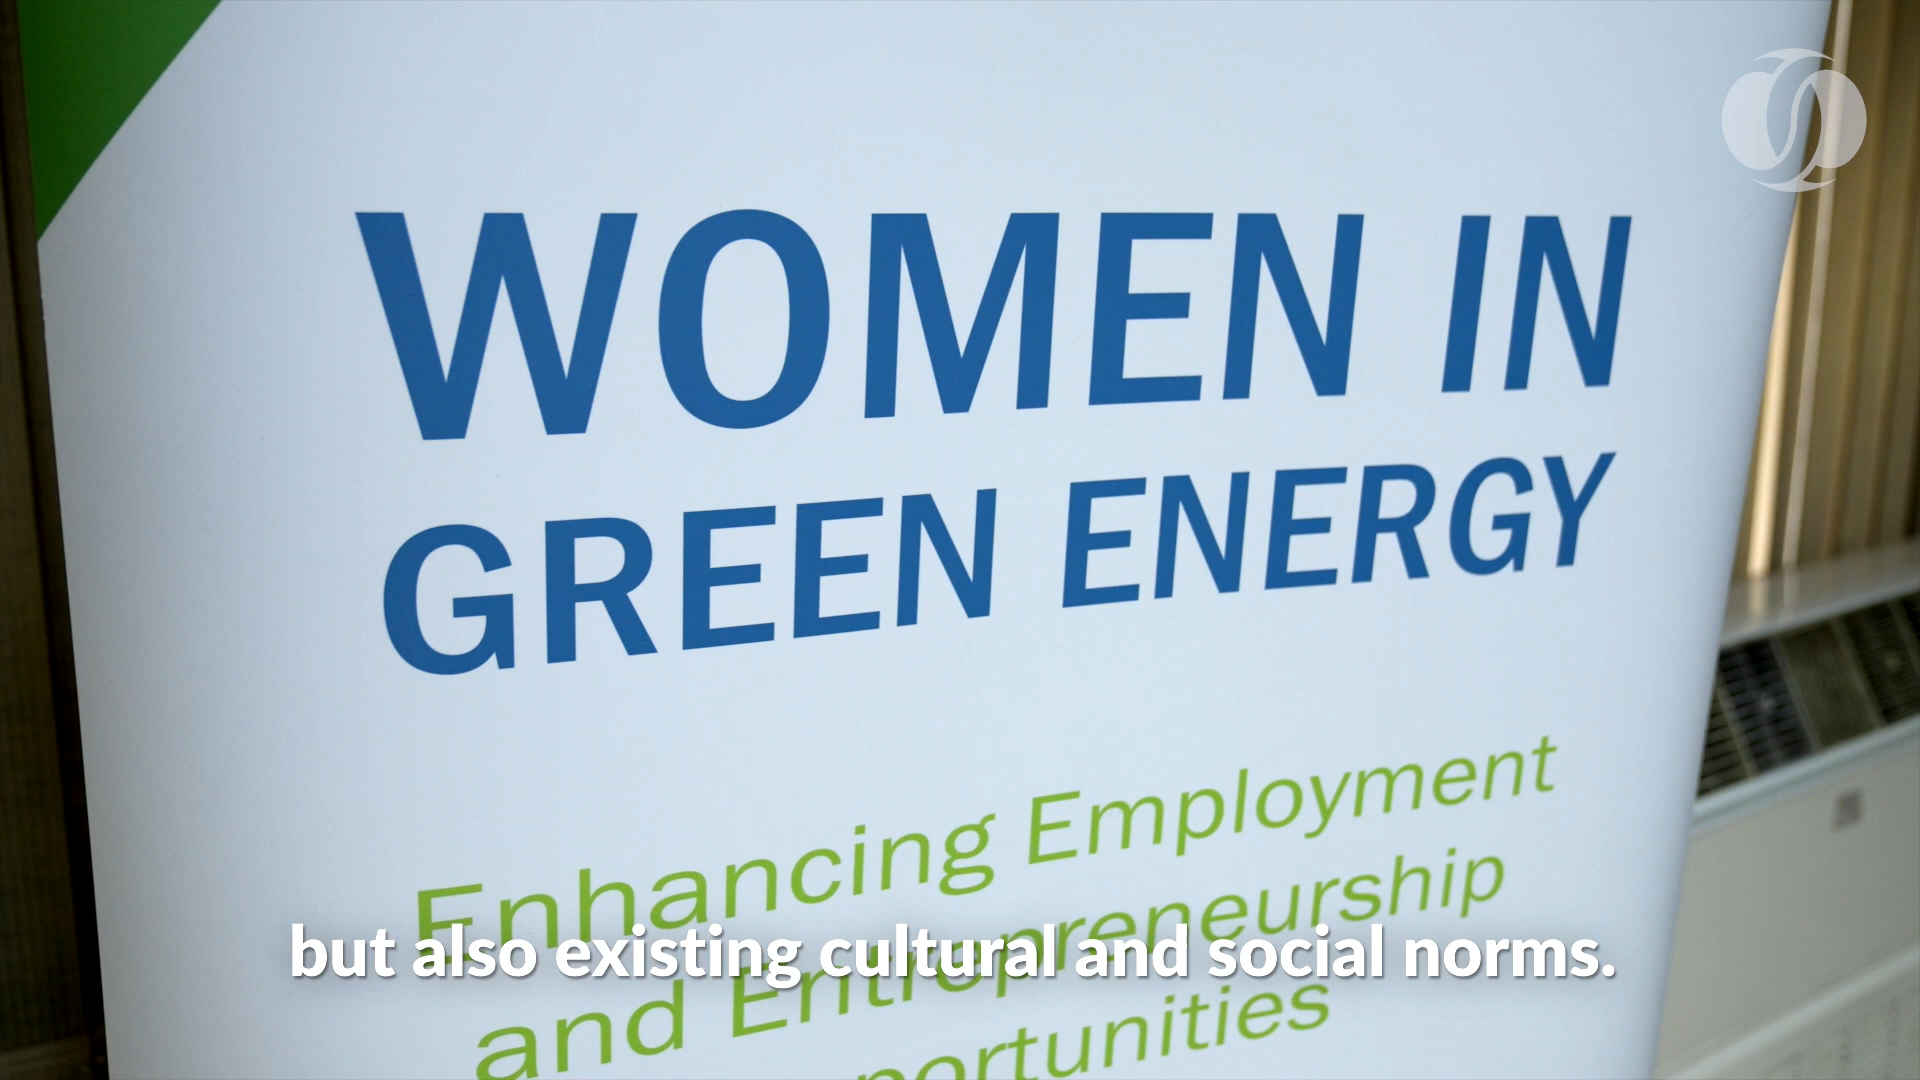 WOMEN IN
GREEN ENERGY
Enhancing Employment
and Entrepreneurship
but also existing cultural and social norms.